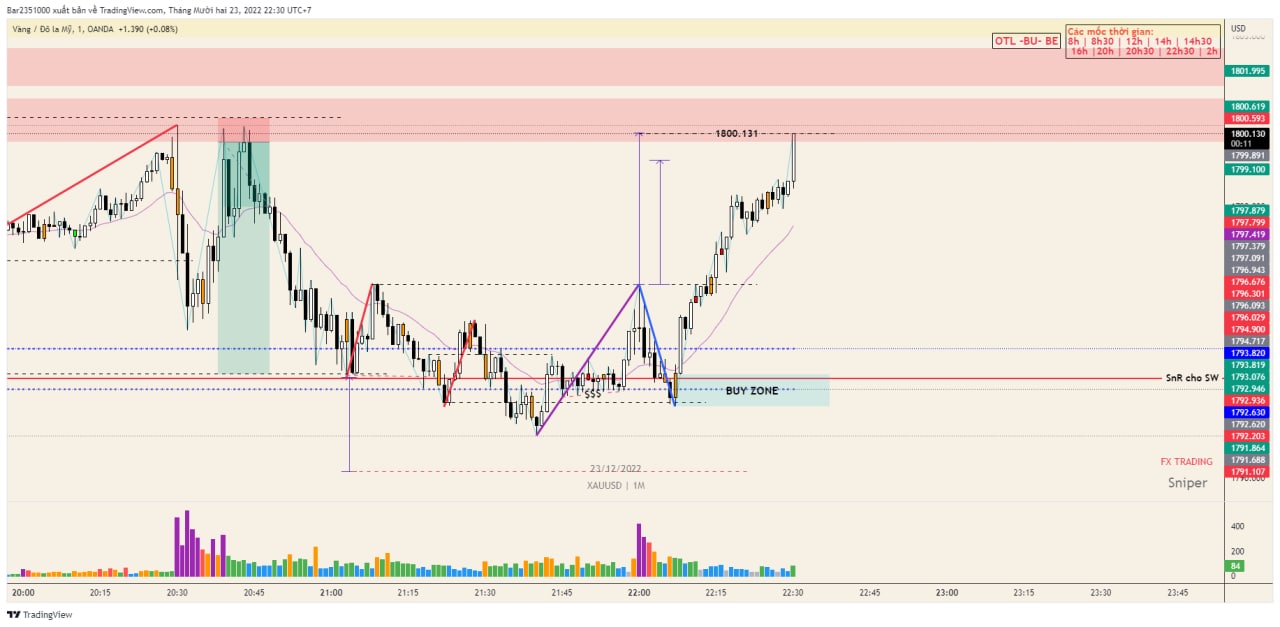 Bar2351000 xuất bản về TradingView.com, Tháng Mười hai 23, 2022 22:30 UTC+7
Vàng / Đô la Mỹ, 1, OANDA +1.390 (+0.08%)
USD
OTL -BU- BE
Các mốc thời gian:
8h | 8h30 | 12h | 14h | 14h30
16h |20h | 20h30 | 22h30 | 2h
1801.995
1800.619
1800.593
1800.131
1800.130
00:11
1799.891
1799.100
1797.879
1797.799
1797.419
1797.379
1797.091
1796.943
1796.676
1796.301
1796.093
1796.029
1794.900
1794.717
1793.820
1793.819
SnR cho SW
1793.076
1792.946
BUY ZONE
$$$
1792.936
1792.630
1792.620
1792.203
1791.864
FX TRADING
1791.688
23/12/2022
1791.107
1790.000
XAUUSD | 1M
Sniper
400
200
84
0
20:00 20:15 20:30 20:45 21:00 21:15 21:30 21:45 22:00 22:15 22:30 22:45 23:00 23:15 23:30 23:45
TradingView